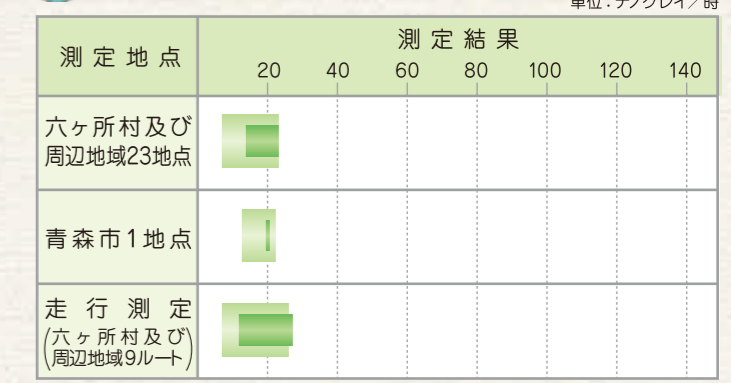 単位：ナノグレイ／時
測定地点
測定結果
20 40 60 80 100 120 140
六ヶ所村及び
周辺地域23地点
青森市1地点
走行測定
(六ヶ所村及び
周辺地域9ルート)